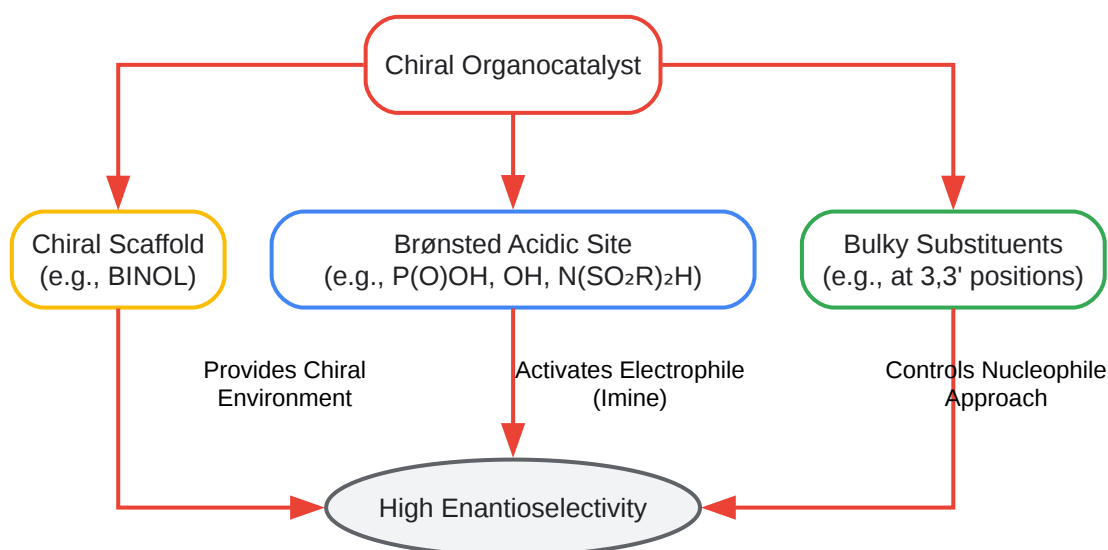 Chiral Organocatalyst
Chiral Scaffold
(e.g., BINOL)
Brønsted Acidic Site
(e.g., P(O)OH, OH, N(SO₂R)₂H)
Bulky Substituents
(e.g., at 3,3' positions)
Provides Chiral
Environment
Activates Electrophile
(Imine)
Controls Nucleophile
Approach
High Enantioselectivity